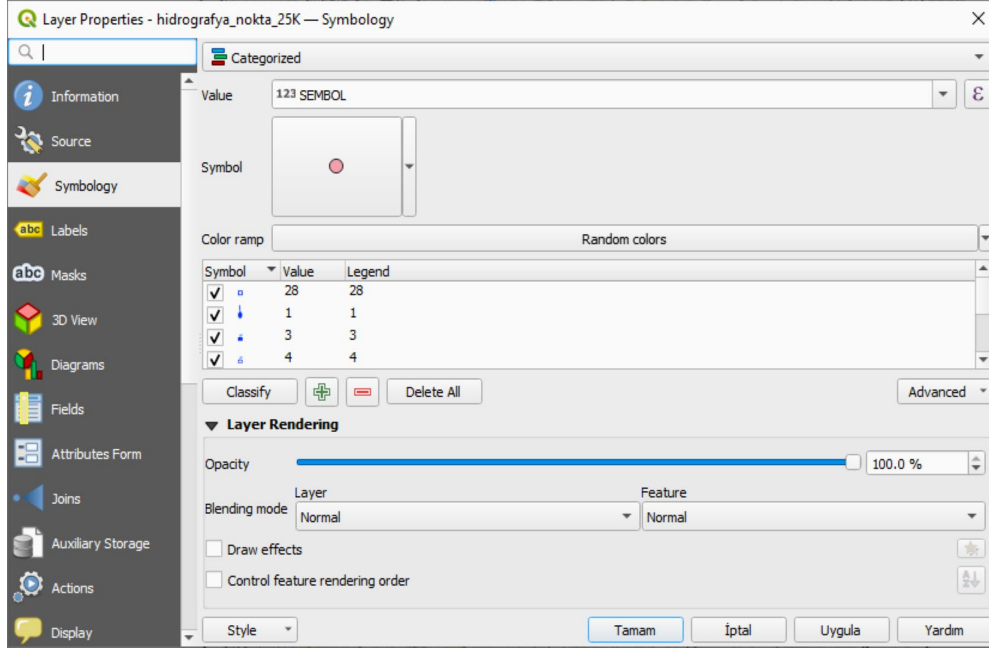 Layer Properties - hidrografya_nokta_25K — Symbology
Categorized
Information
Source
Symbology
abc Labels
abc Masks
3D View
Diagrams
Fields
Attributes Form
Joins
Auxiliary Storage
Actions
Display
Value 123 SEMBOL ε
Symbol
Color ramp Random colors
Symbol Value Legend
28 28
1 1
3 3
4 4
Classify Delete All Advanced
Layer Rendering
Opacity 100.0 %
Layer Feature
Blending mode Normal Normal
Draw effects
Control feature rendering order
Style Tamam İptal Uygula Yardım